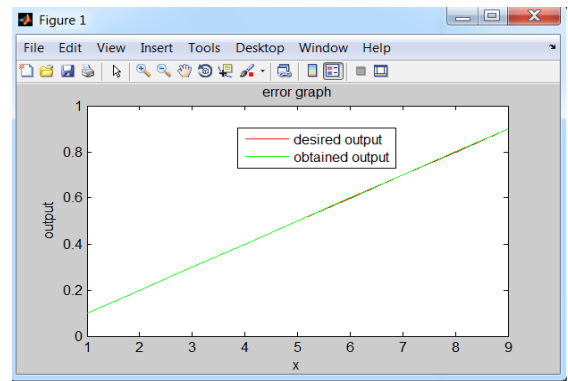 Figure 1
File Edit View Insert Tools Desktop Window Help
error graph
1
0.8
0.6
0.4
0.2
0
desired output
obtained output
output
1 2 3 4 5 6 7 8 9
x